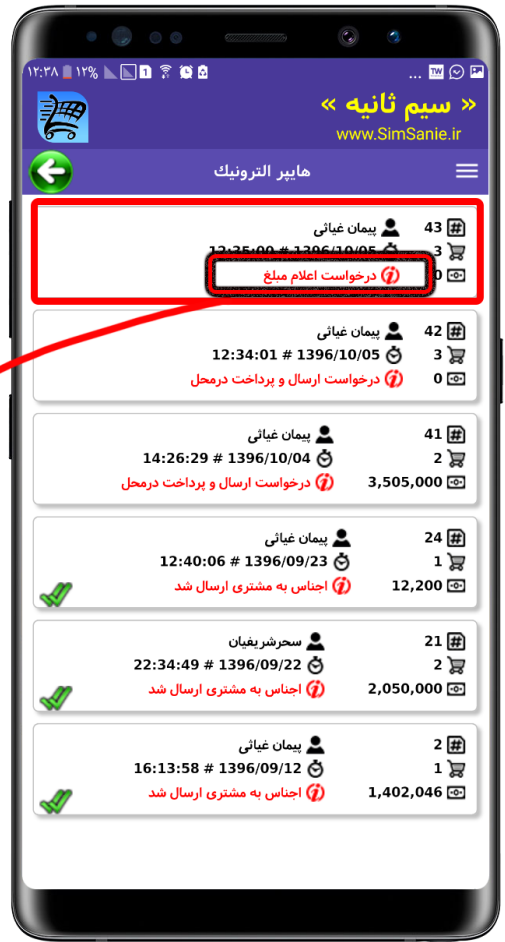 ۱۲:۳۸ ۱۲% 1 ... TW
« سیم ثانیه »
www.SimSanie.ir
هایپر الترونیك
43 پیمان غیاثی
3 1396/10/05 # 12:35:00
0 درخواست اعلام مبلغ
42 پیمان غیاثی
3 1396/10/05 # 12:34:01
0 درخواست ارسال و پرداخت درمحل
41 پیمان غیاثی
2 1396/10/04 # 14:26:29
3,505,000 درخواست ارسال و پرداخت درمحل
24 پیمان غیاثی
1 1396/09/23 # 12:40:06
12,200 اجناس به مشتری ارسال شد
21 سحرشریفیان
2 1396/09/22 # 22:34:49
2,050,000 اجناس به مشتری ارسال شد
2 پیمان غیاثی
1 1396/09/12 # 16:13:58
1,402,046 اجناس به مشتری ارسال شد